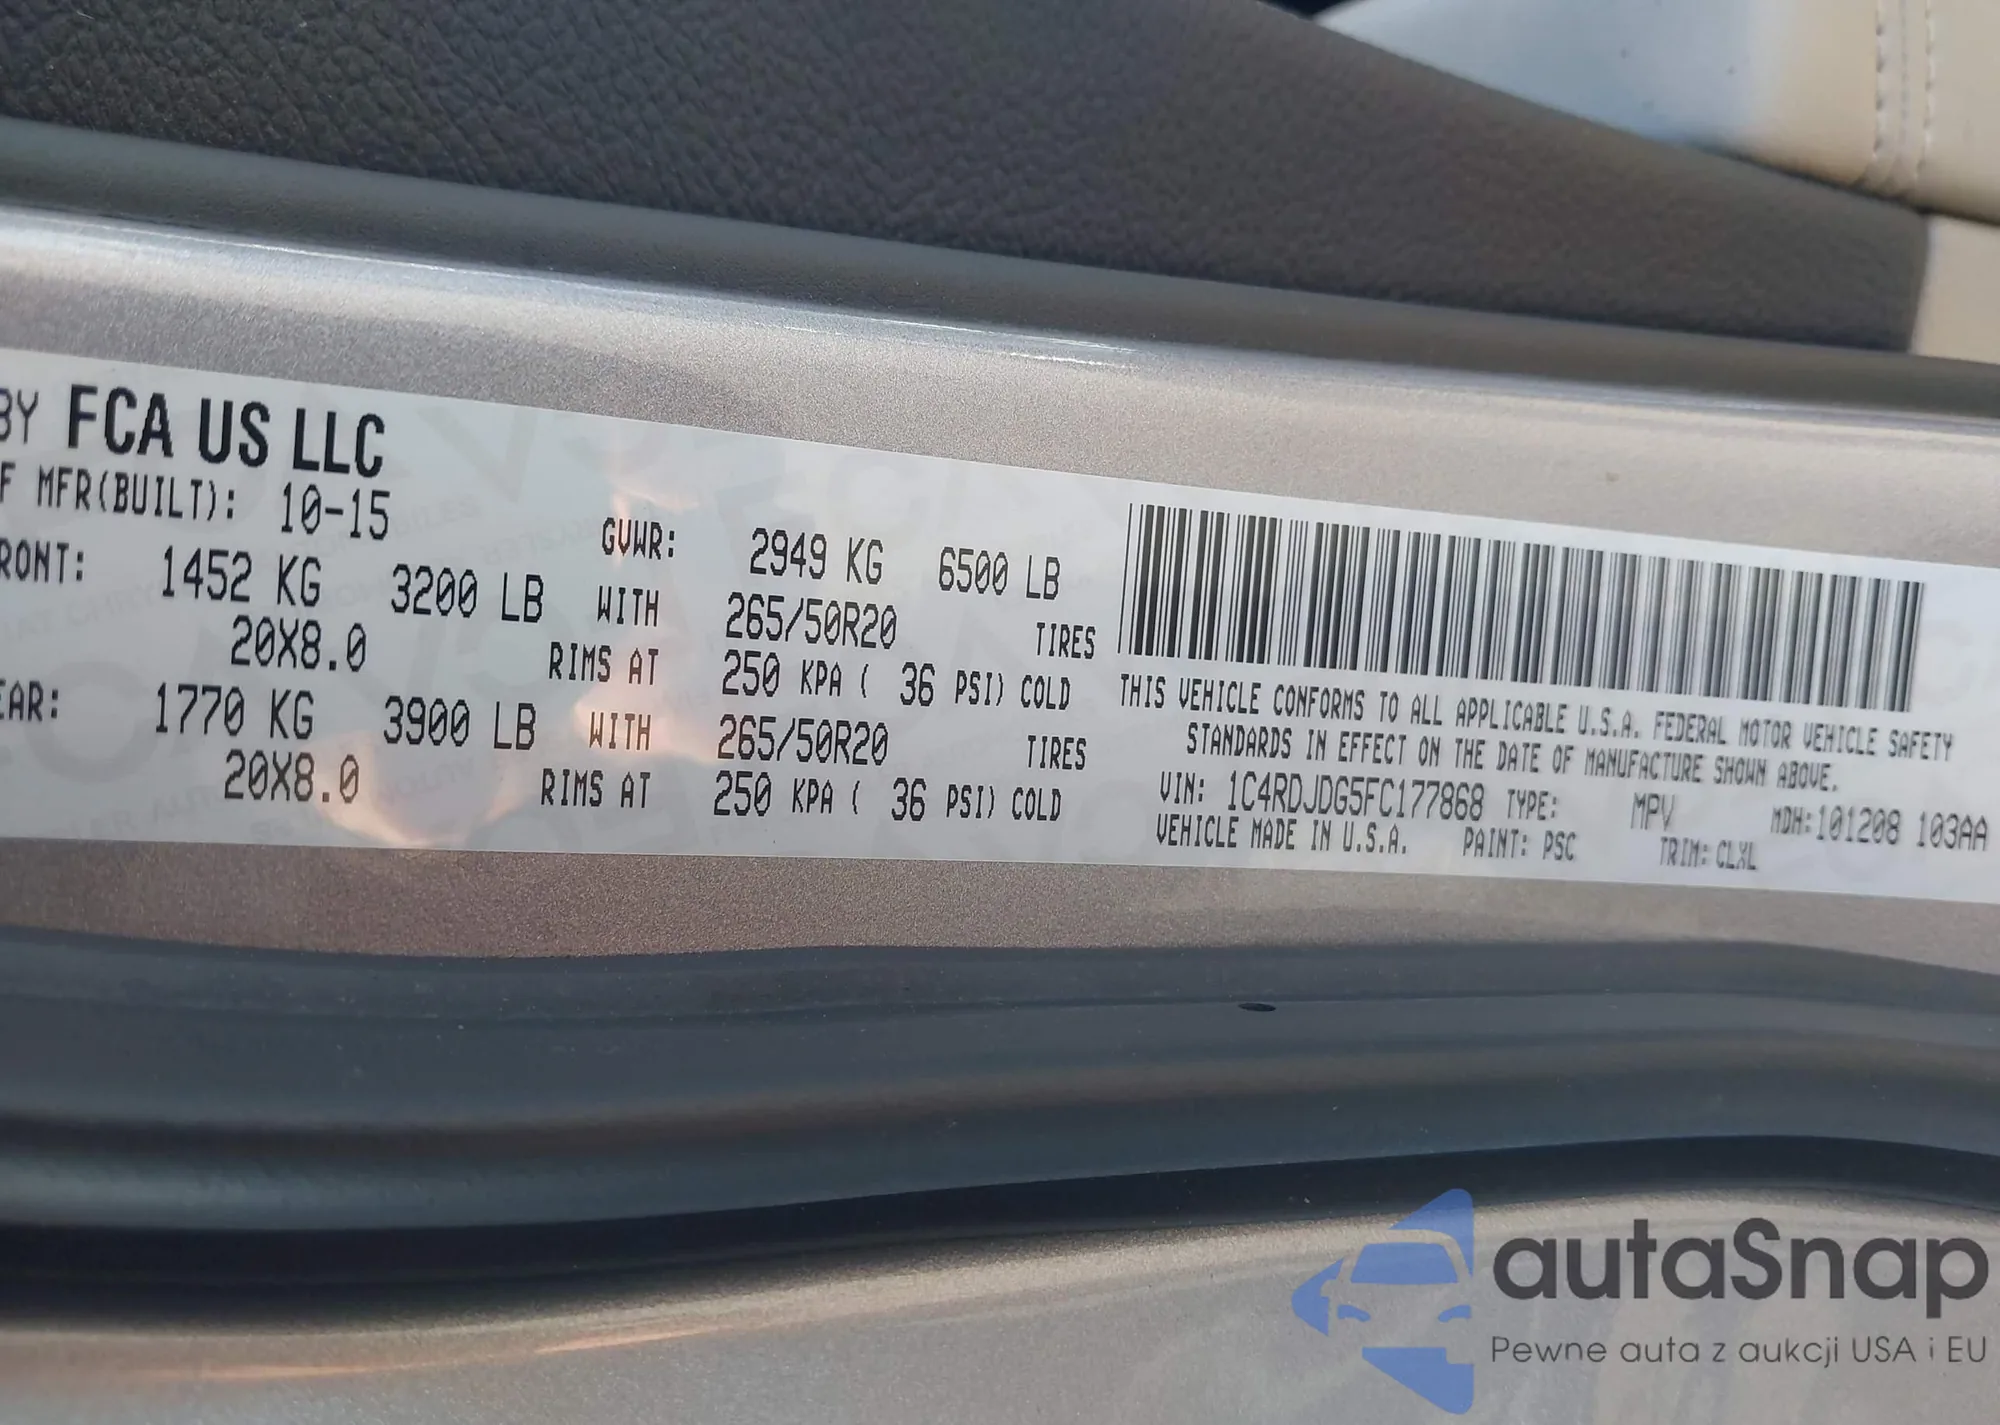 BY FCA US LLC
F MFR(BUILT): 10-15
GVWR: 2949 KG 6500 LB
RONT: 1452 KG 3200 LB WITH 265/50R20 TIRES
20X8.0 RIMS AT 250 KPA ( 36 PSI) COLD
EAR: 1770 KG 3900 LB WITH 265/50R20 TIRES
20X8.0 RIMS AT 250 KPA ( 36 PSI) COLD
THIS VEHICLE CONFORMS TO ALL APPLICABLE U.S.A. FEDERAL MOTOR VEHICLE SAFETY
STANDARDS IN EFFECT ON THE DATE OF MANUFACTURE SHOWN ABOVE.
VIN: 1C4RDJDG5FC177868 TYPE: MPV MDH:101208 103AA
VEHICLE MADE IN U.S.A. PAINT: PSC TRIM: CLXL
autaSnap
Pewne auta z aukcji USA i EU